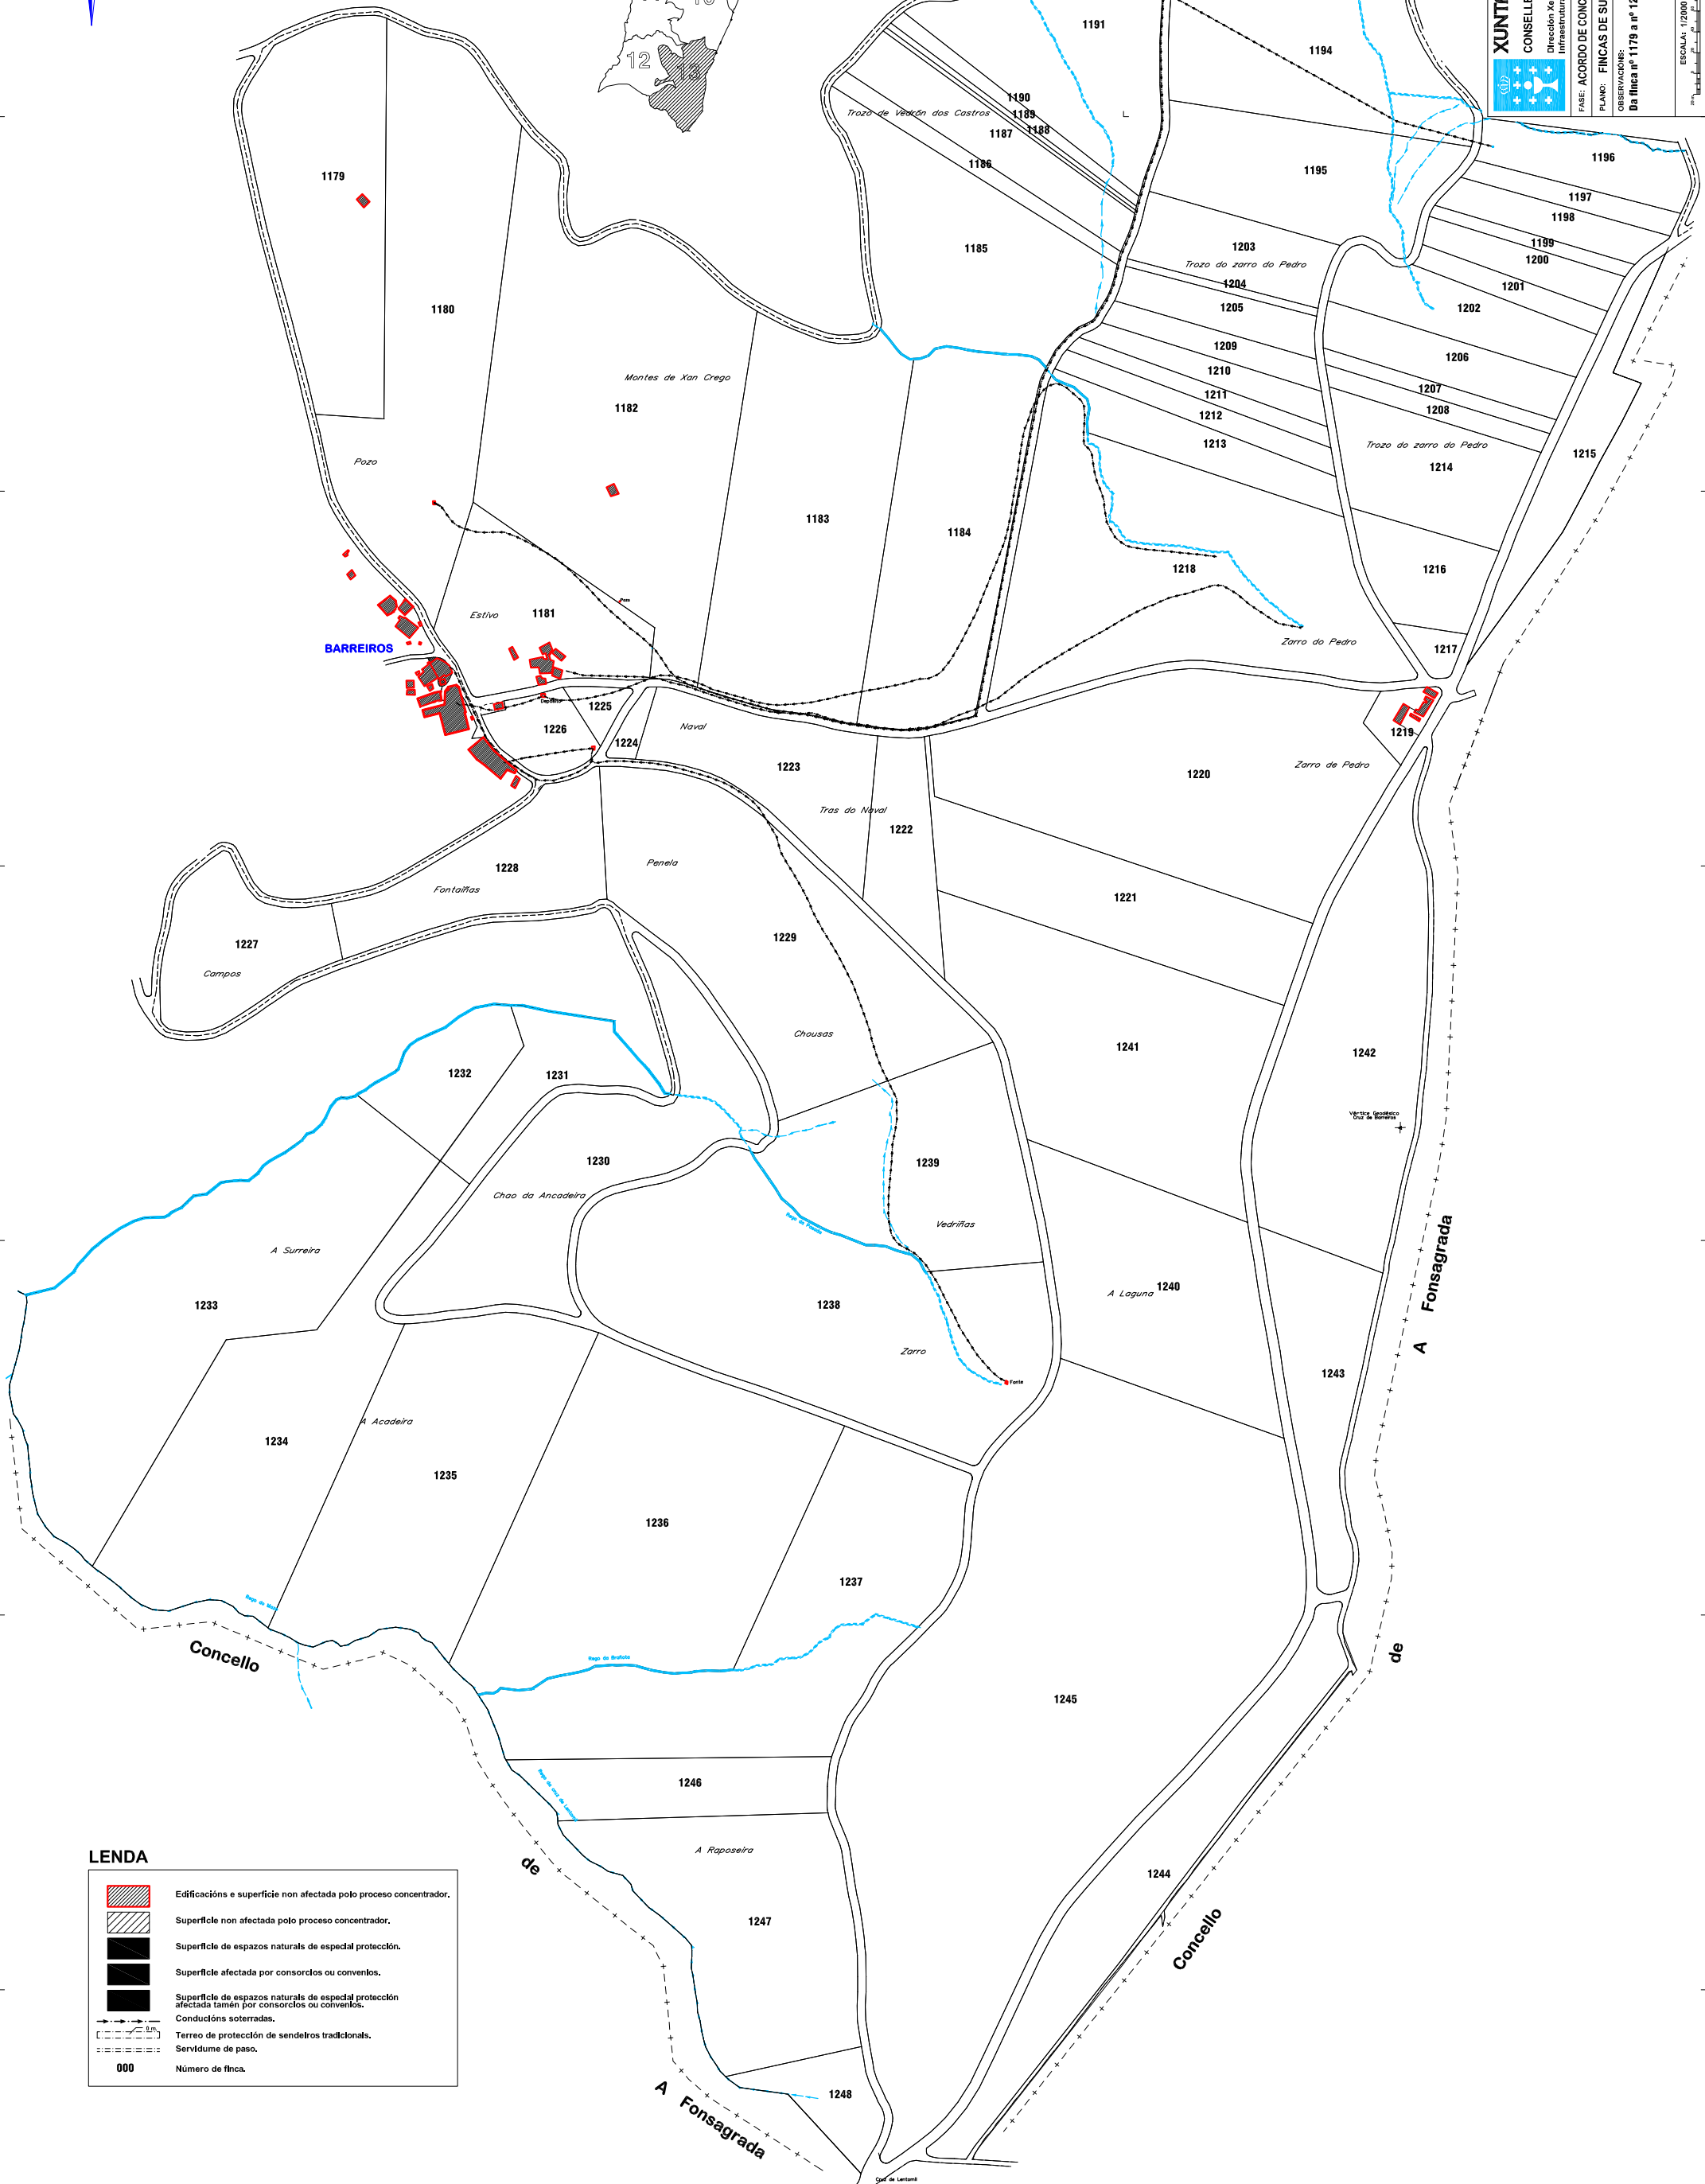 12
13
XUNT
CONSELLE
Dirección Xe
Infraestrutur
FASE: ACORDO DE CONC
PLANO: FINCAS DE SU
OBSERVACIÓNS:
Da finca nº 1179 a nº 12
ESCALA: 1/2000
1191
1194
1190
1189
1188
1187
1186
Trozo de Vedrón dos Castros
1179
1195
1196
1197
1198
1199
1200
1201
1202
1185
1203
Trozo do zarro do Pedro
1204
1205
1180
1209
1206
1210
1207
1211
1208
1212
1213
Trozo do zarro do Pedro
1214
1215
Montes de Xan Crego
1182
Pozo
1183
1184
1218
1216
Estivo
1181
Pozo
BARREIROS
Zarro do Pedro
1217
Depósito
1225
1226
1224
Naval
1219
1223
1220
Zarro de Pedro
Tras do Naval
1222
1228
Penela
Fontaíñas
1221
1229
1227
Campos
Chousas
1241
1242
1232
1231
Vértice Geodésico
Cruz de Barreiros
1230
Chao da Ancadeira
1239
Vedriñas
A Surreira
1233
1238
A Laguna
1240
Zarro
Fonte
1243
A Fonsagrada
A Acadeira
1234
1235
1236
1237
Concello
de
1245
1246
A Raposeira
de
1247
1244
Concello
1248
A Fonsagrada
LENDA
Edificacións e superficie non afectada polo proceso concentrador.
Superficie non afectada polo proceso concentrador.
Superficie de espazos naturais de especial protección.
Superficie afectada por consorcios ou convenios.
Superficie de espazos naturais de especial protección
afectada tamén por consorcios ou convenios.
Conducións soterradas.
6 m.
Terreo de protección de sendeiros tradicionais.
Servidume de paso.
000
Número de finca.